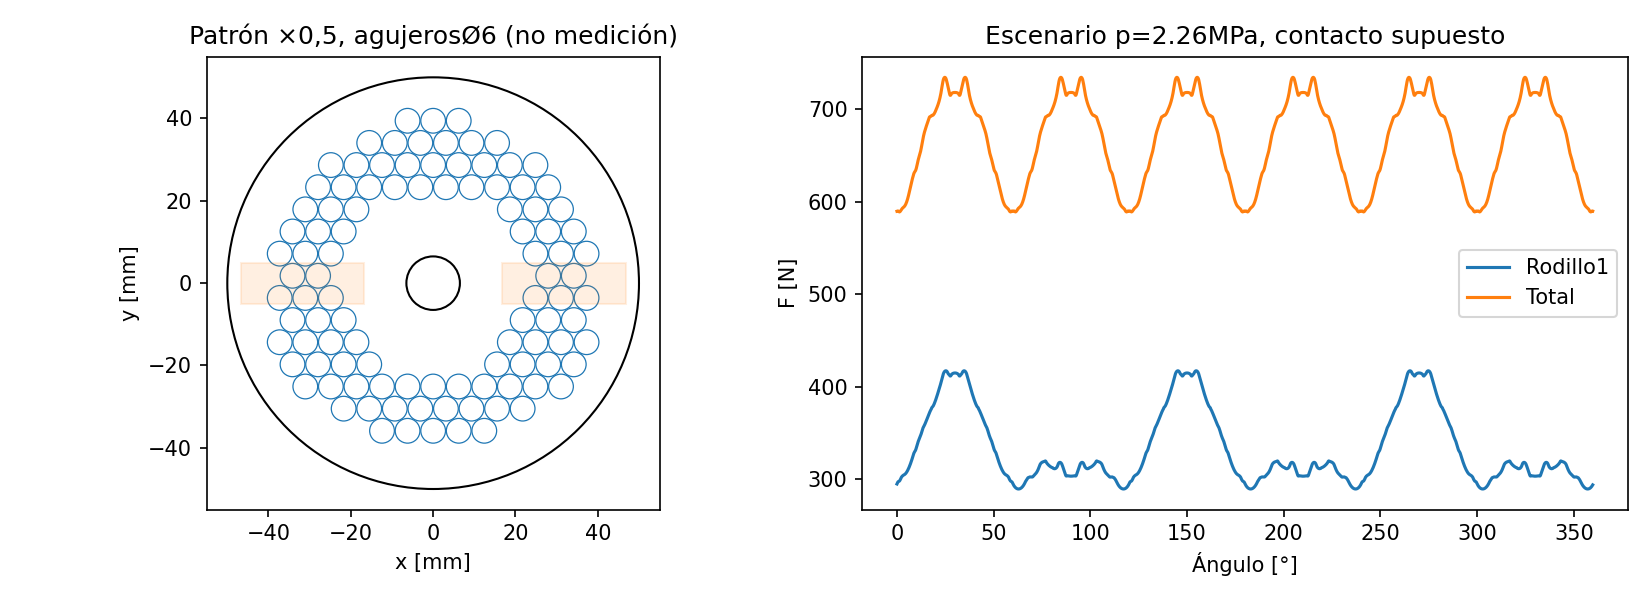 Patrón ×0,5, agujerosØ6 (no medición)
40
20
0
−20
−40
y [mm]
−40 −20 0 20 40
x [mm]
Escenario p=2.26MPa, contacto supuesto
700
600
500
400
300
F [N]
Rodillo1
Total
0 50 100 150 200 250 300 350
Ángulo [°]